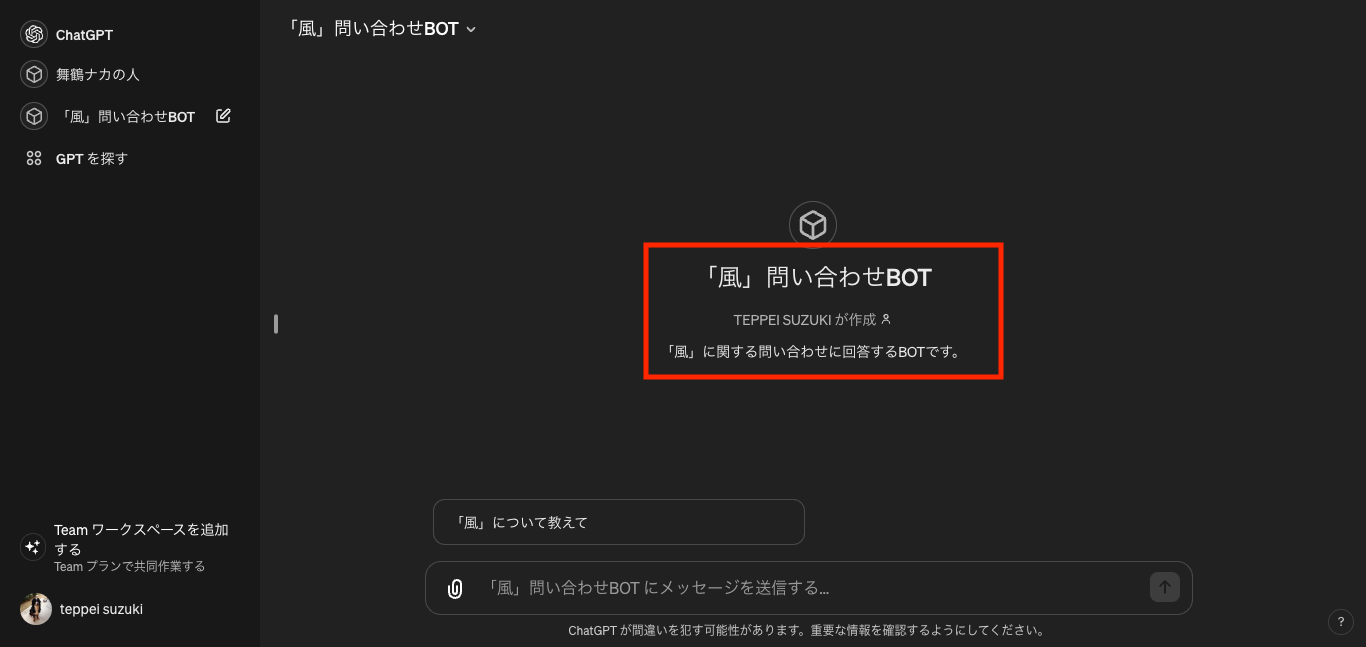 ChatGPT
舞鶴ナカの人
「風」問い合わせBOT
GPT を探す
Team ワークスペースを追加
する
Team プランで共同作業する
teppei suzuki
「風」問い合わせBOT
「風」問い合わせBOT
TEPPEI SUZUKI が作成
「風」に関する問い合わせに回答するBOTです。
「風」について教えて
「風」問い合わせBOT にメッセージを送信する...
ChatGPT が間違いを犯す可能性があります。重要な情報を確認するようにしてください。
?